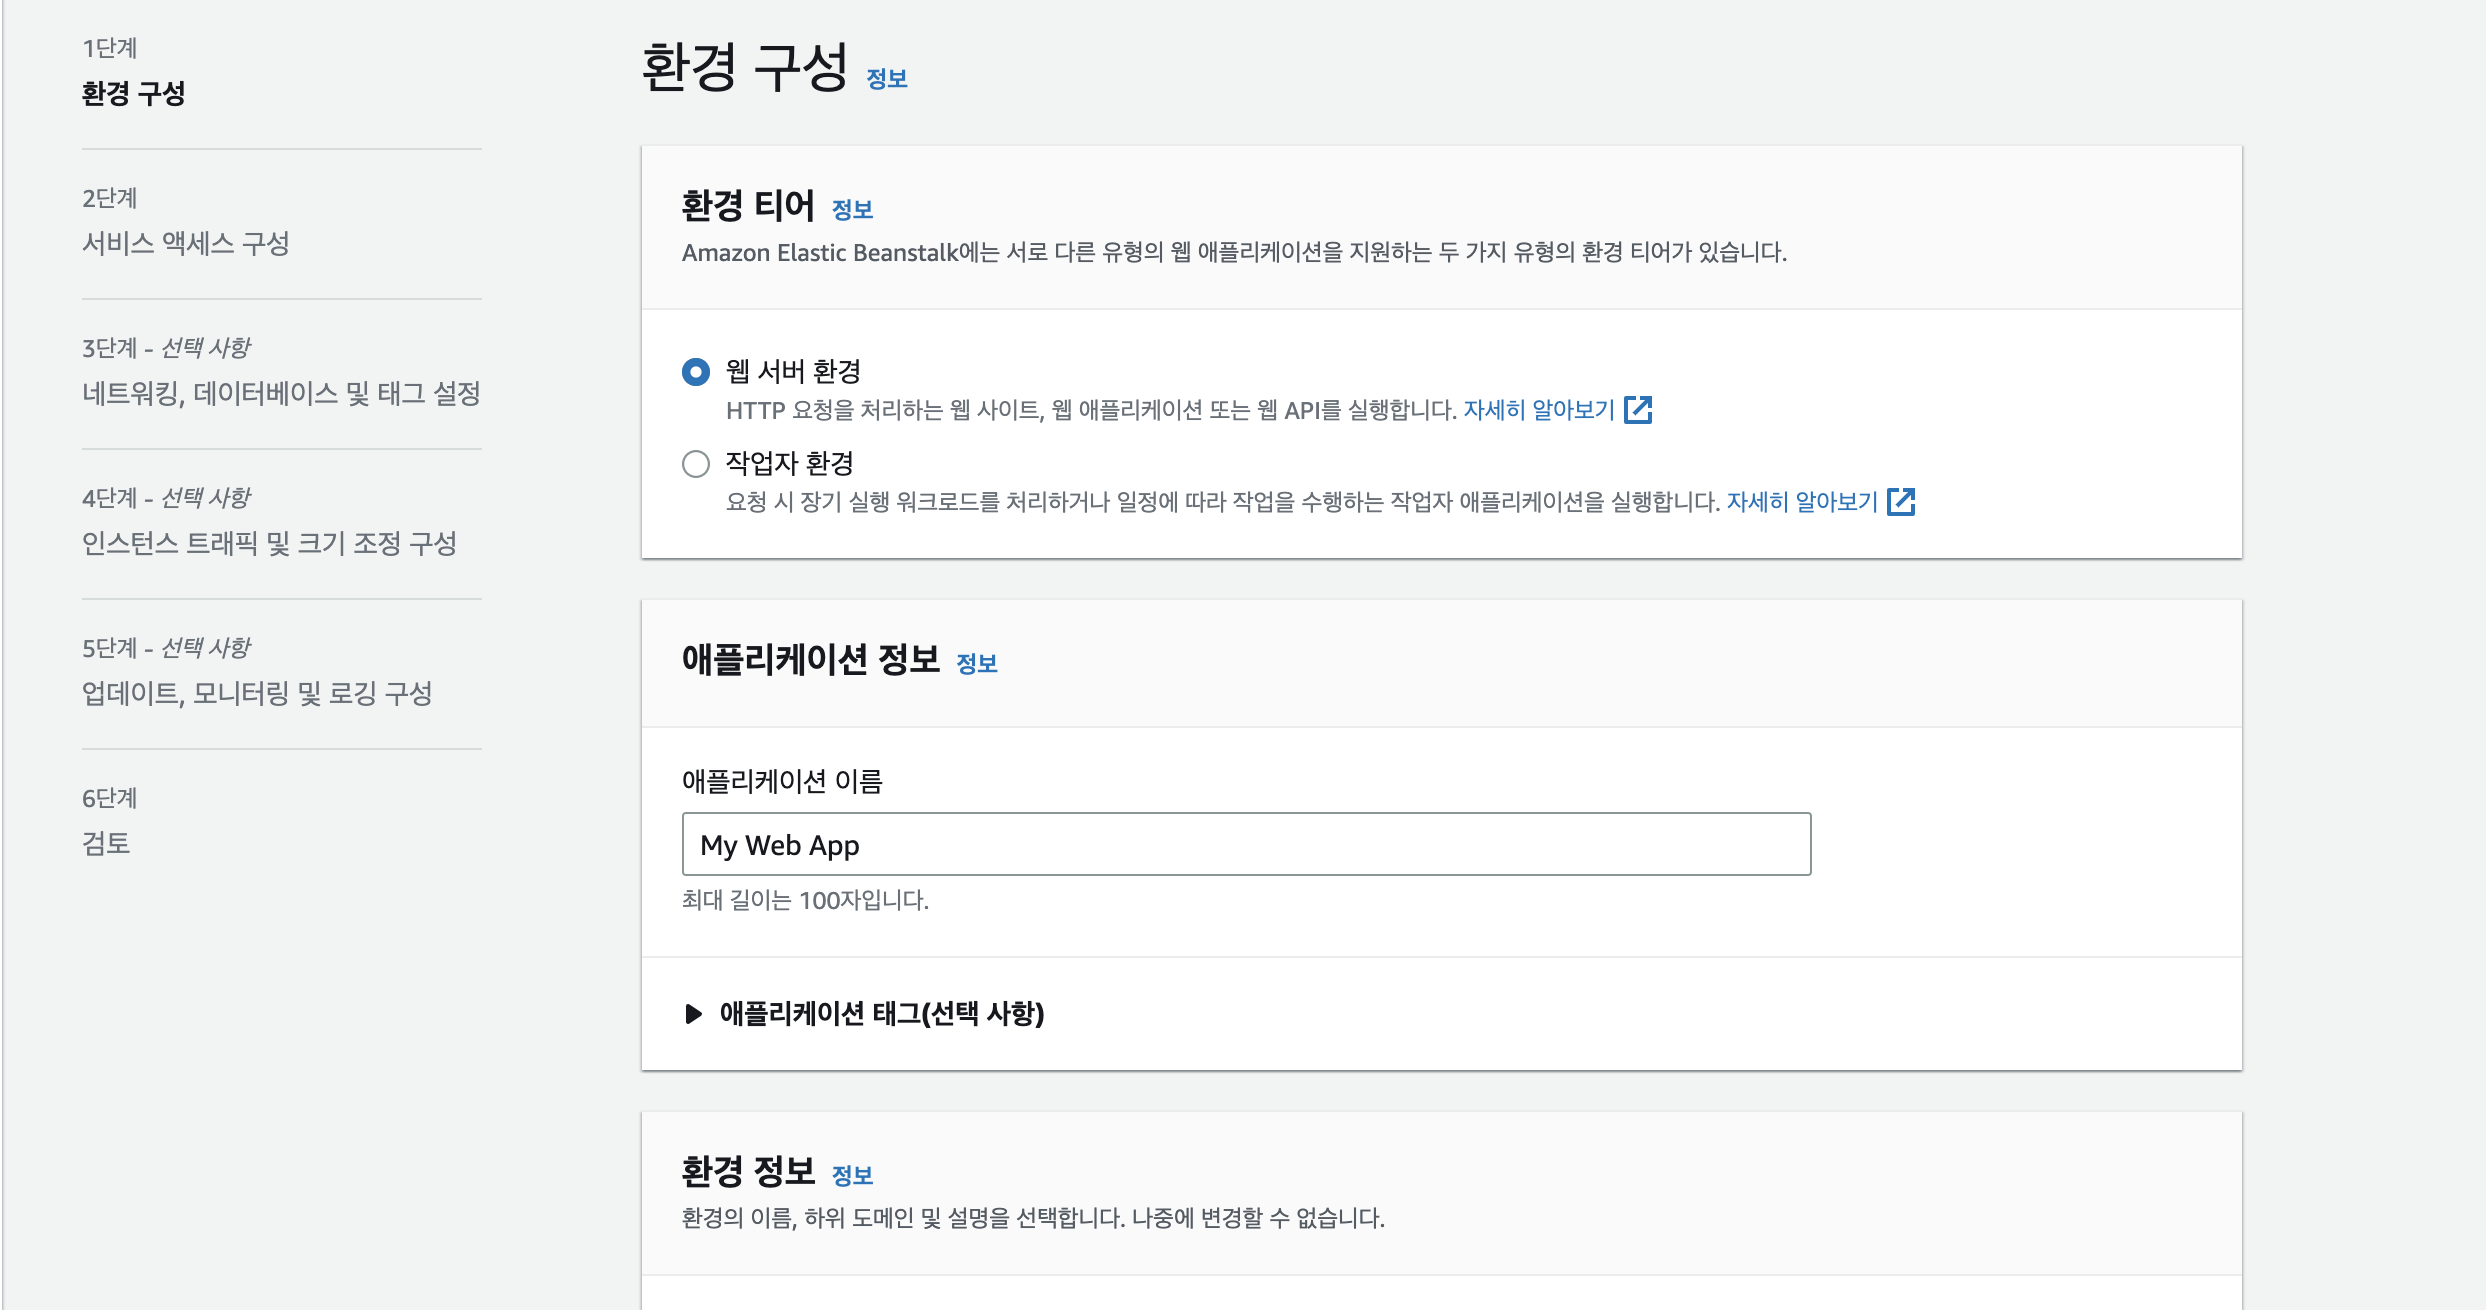 1단계
환경 구성
2단계
서비스 액세스 구성
3단계 - 선택 사항
네트워킹, 데이터베이스 및 태그 설정
4단계 - 선택 사항
인스턴스 트래픽 및 크기 조정 구성
5단계 - 선택 사항
업데이트, 모니터링 및 로깅 구성
6단계
검토
환경 구성 정보
환경 티어 정보
Amazon Elastic Beanstalk에는 서로 다른 유형의 웹 애플리케이션을 지원하는 두 가지 유형의 환경 티어가 있습니다.
웹 서버 환경
HTTP 요청을 처리하는 웹 사이트, 웹 애플리케이션 또는 웹 API를 실행합니다. 자세히 알아보기
작업자 환경
요청 시 장기 실행 워크로드를 처리하거나 일정에 따라 작업을 수행하는 작업자 애플리케이션을 실행합니다. 자세히 알아보기
애플리케이션 정보 정보
애플리케이션 이름
My Web App
최대 길이는 100자입니다.
애플리케이션 태그(선택 사항)
환경 정보 정보
환경의 이름, 하위 도메인 및 설명을 선택합니다. 나중에 변경할 수 없습니다.